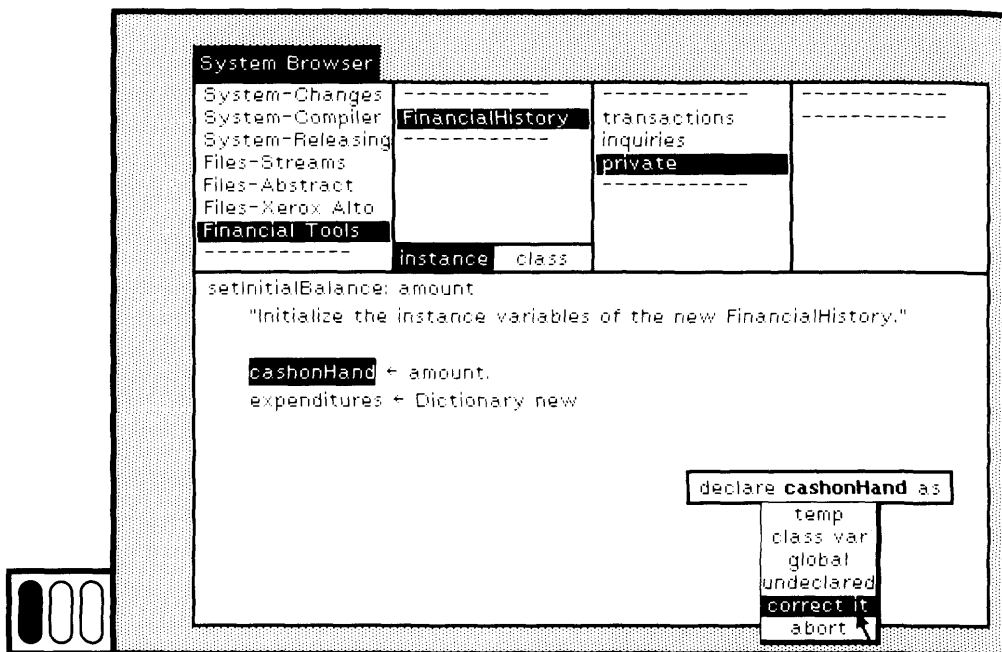 System Browser
System-Changes
System-Compiler
System-Releasing
Files-Streams
Files-Abstract
Files-Xerox Alto
Financial Tools
------------
------------
FinancialHistory
------------
instance class
------------
transactions
inquiries
private
------------
------------
------------
setInitialBalance: amount
"Initialize the instance variables of the new FinancialHistory."
cashonHand ← amount.
expenditures ← Dictionary new
declare cashonHand as
temp
class var
global
undeclared
correct it
abort